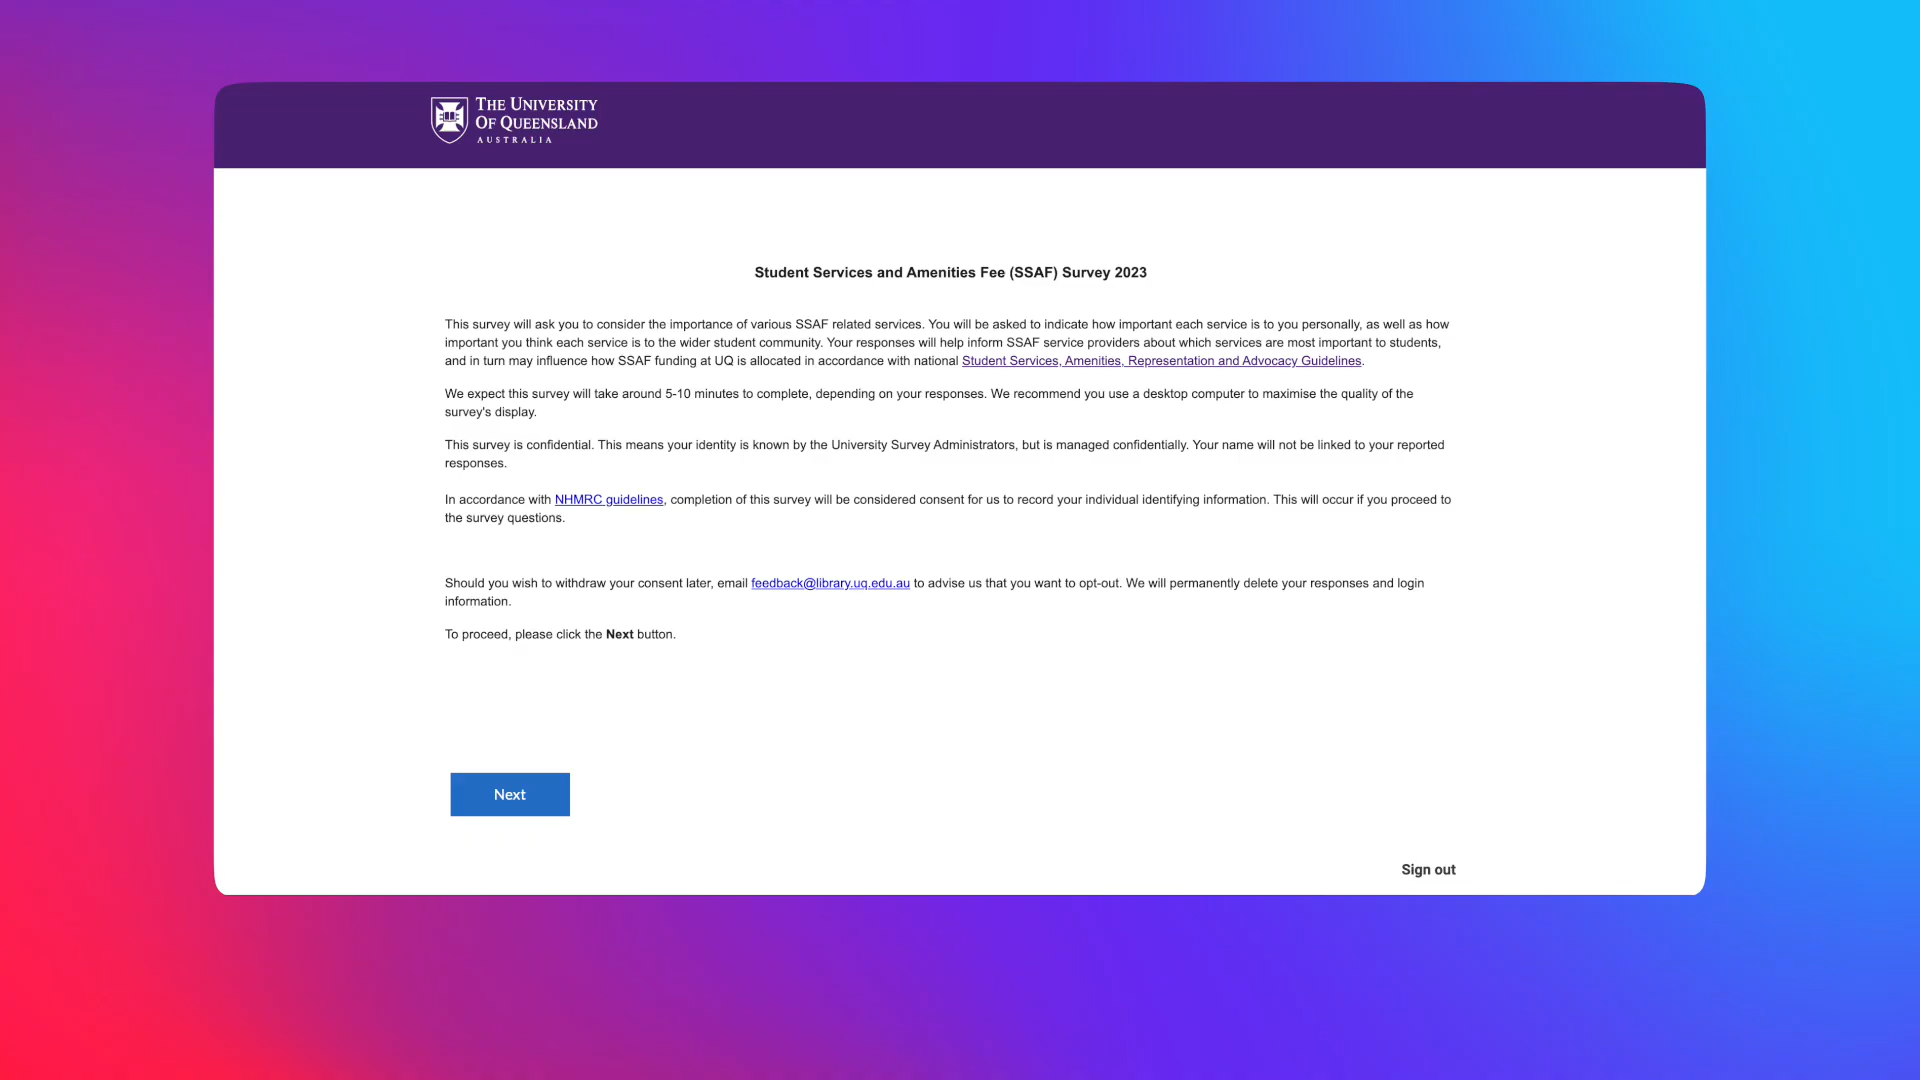 THE UNIVERSITY
OF QUEENSLAND
AUSTRALIA
Student Services and Amenities Fee (SSAF) Survey 2023
This survey will ask you to consider the importance of various SSAF related services. You will be asked to indicate how important each service is to you personally, as well as how
important you think each service is to the wider student community. Your responses will help inform SSAF service providers about which services are most important to students,
and in turn may influence how SSAF funding at UQ is allocated in accordance with national Student Services, Amenities, Representation and Advocacy Guidelines.
We expect this survey will take around 5-10 minutes to complete, depending on your responses. We recommend you use a desktop computer to maximise the quality of the
survey's display.
This survey is confidential. This means your identity is known by the University Survey Administrators, but is managed confidentially. Your name will not be linked to your reported
responses.
In accordance with NHMRC guidelines, completion of this survey will be considered consent for us to record your individual identifying information. This will occur if you proceed to
the survey questions.
Should you wish to withdraw your consent later, email feedback@library.uq.edu.au to advise us that you want to opt-out. We will permanently delete your responses and login
information.
To proceed, please click the Next button.
Next
Sign out